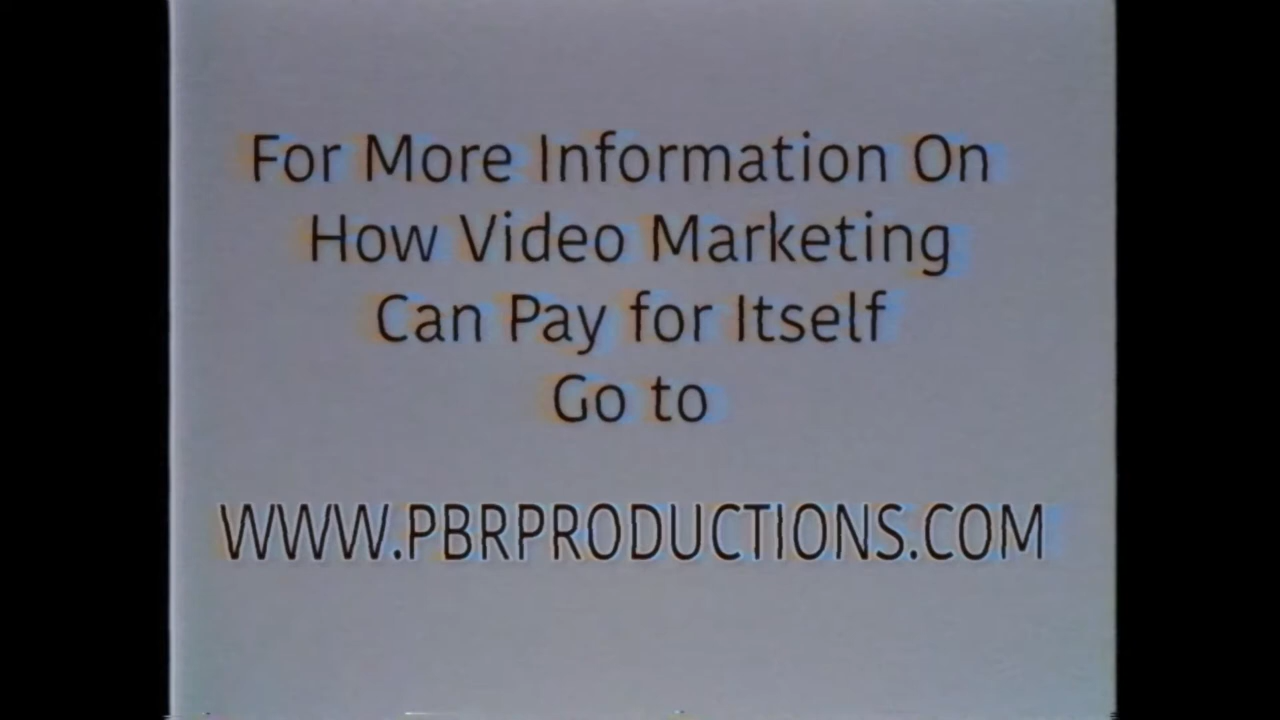 For More Information On
How Video Marketing
Can Pay for Itself
Go to
WWW.PBRPRODUCTIONS.COM